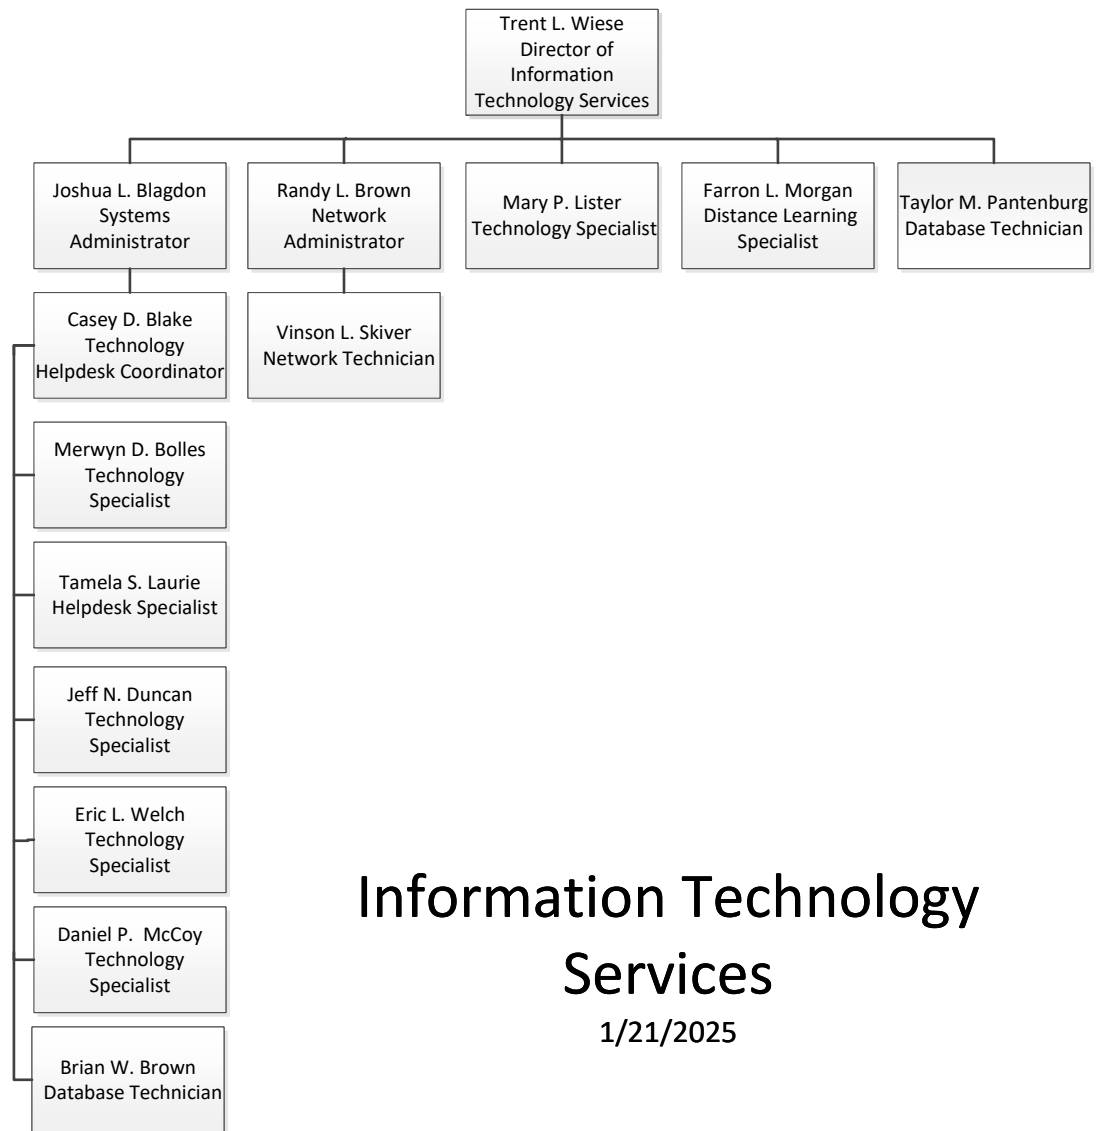 Trent L. Wiese
Director of
Information
Technology Services
Joshua L. Blagdon
Systems
Administrator
Randy L. Brown
Network
Administrator
Mary P. Lister
Technology Specialist
Farron L. Morgan
Distance Learning
Specialist
Taylor M. Pantenburg
Database Technician
Casey D. Blake
Technology
Helpdesk Coordinator
Vinson L. Skiver
Network Technician
Merwyn D. Bolles
Technology
Specialist
Tamela S. Laurie
Helpdesk Specialist
Jeff N. Duncan
Technology
Specialist
Eric L. Welch
Technology
Specialist
Daniel P. McCoy
Technology
Specialist
Brian W. Brown
Database Technician
Information Technology
Services
1/21/2025